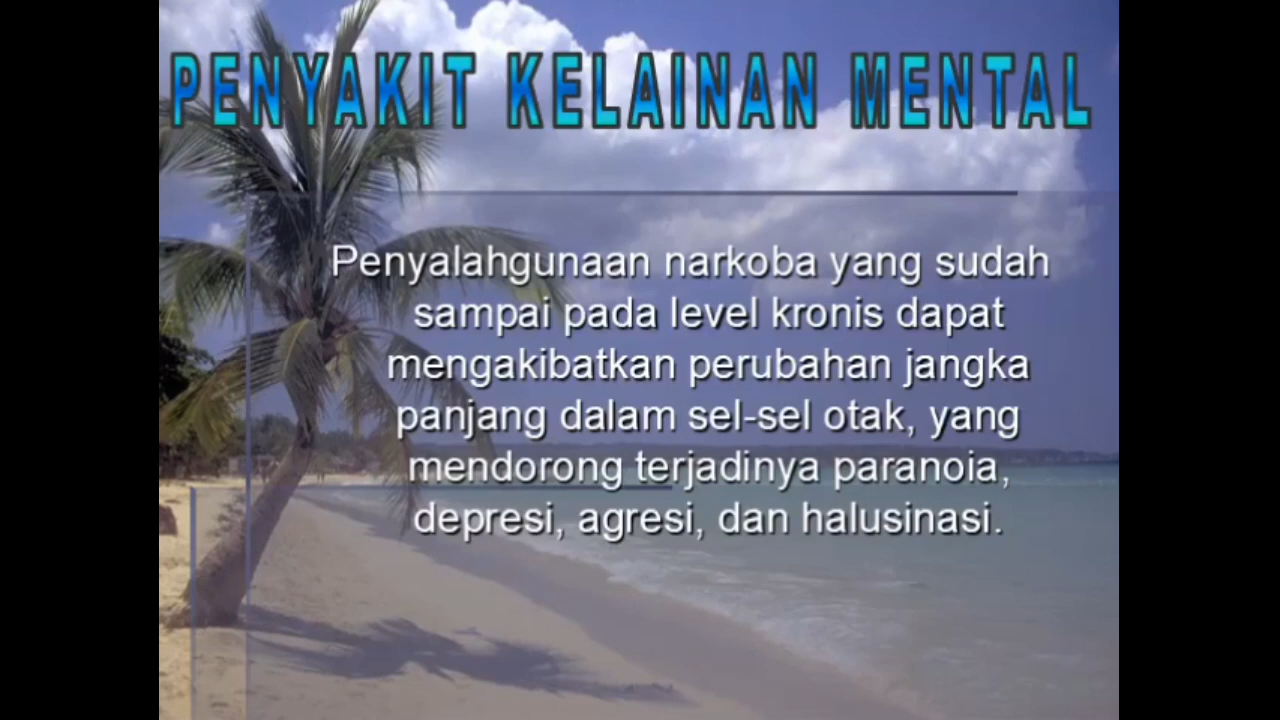 PENYAKIT KELAINAN MENTAL
Penyalahgunaan narkoba yang sudah
sampai pada level kronis dapat
mengakibatkan perubahan jangka
panjang dalam sel-sel otak, yang
mendorong terjadinya paranoia,
depresi, agresi, dan halusinasi.